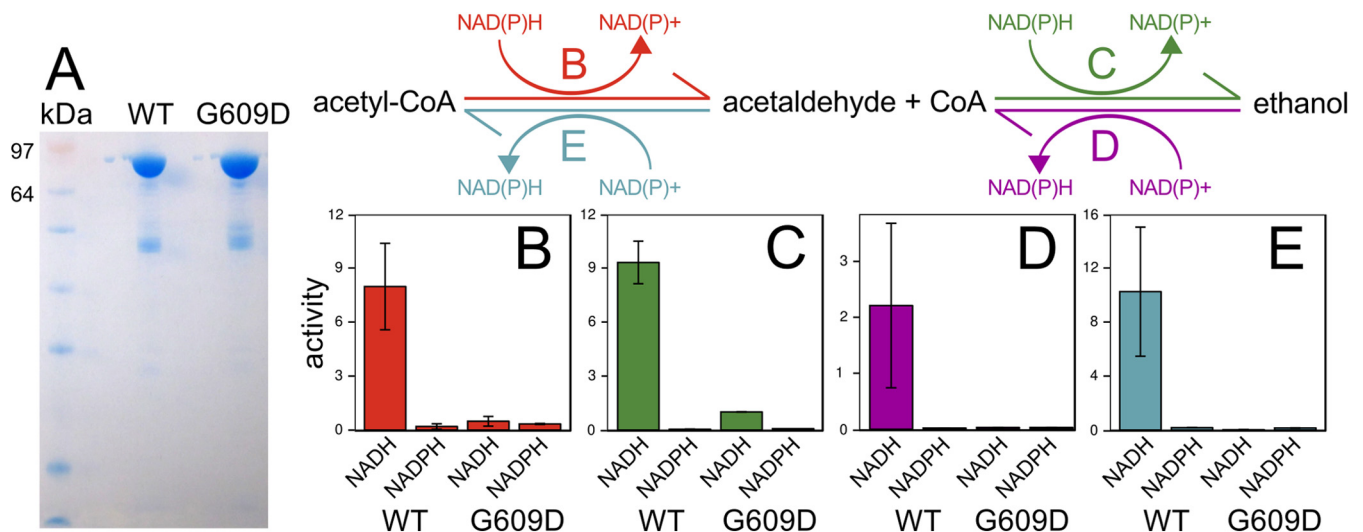 A
kDa WT G609D
97
64
NAD(P)H NAD(P)+ NAD(P)H NAD(P)+
B C
acetyl-CoA acetaldehyde + CoA ethanol
E D
NAD(P)H NAD(P)+ NAD(P)H NAD(P)+
activity
12
9
6
3
0
B
NADH NADPH NADH NADPH
WT G609D
12
9
6
3
0
C
NADH NADPH NADH NADPH
WT G609D
3
2
1
0
D
NADH NADPH NADH NADPH
WT G609D
16
12
8
4
0
E
NADH NADPH NADH NADPH
WT G609D